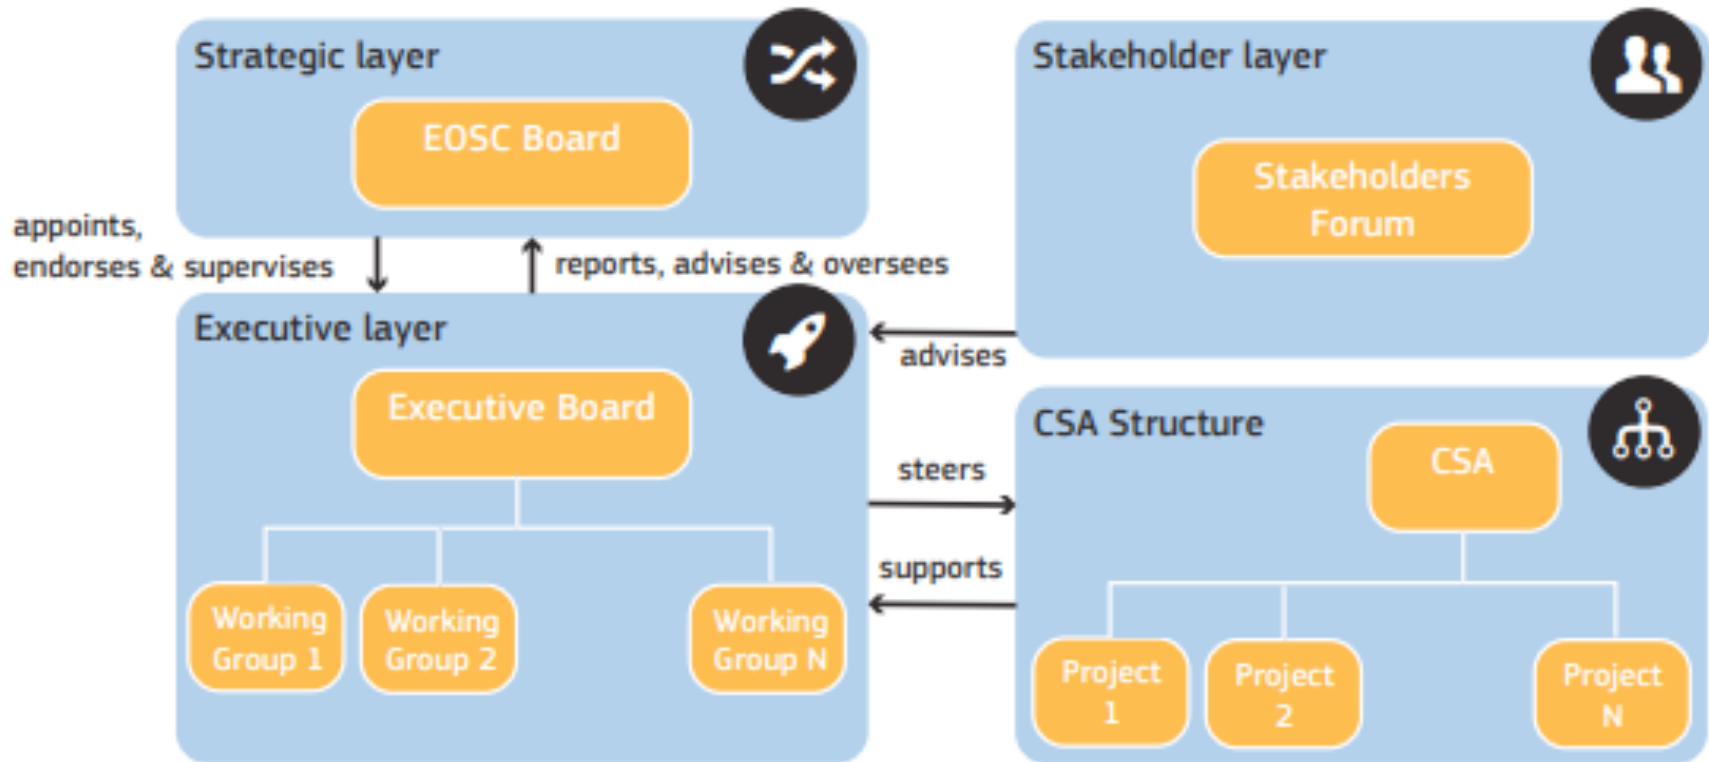 Strategic layer
EOSC Board
Stakeholder layer
Stakeholders
Forum
appoints,
endorses & supervises
reports, advises & oversees
Executive layer
Executive Board
advises
steers
supports
Working
Group 1
Working
Group 2
Working
Group N
CSA Structure
CSA
Project
1
Project
2
Project
N